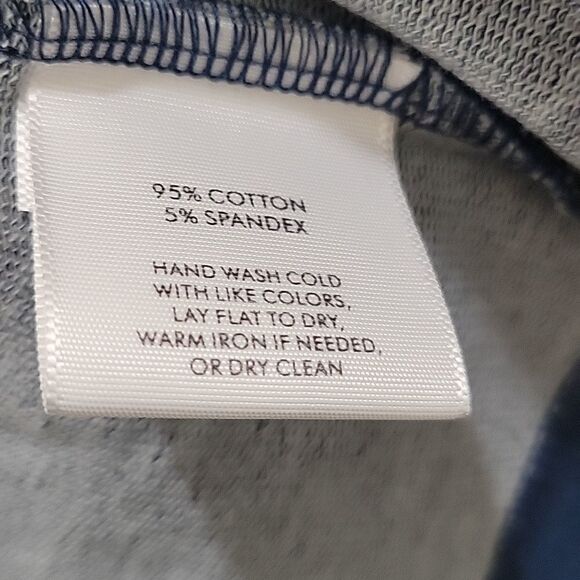 95% COTTON
5% SPANDEX
HAND WASH COLD
WITH LIKE COLORS,
LAY FLAT TO DRY,
WARM IRON IF NEEDED,
OR DRY CLEAN